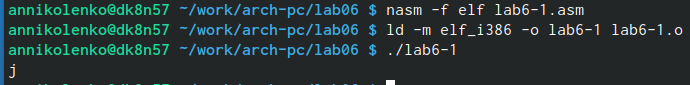 annikolenko@dk8n57 ~/work/arch-pc/lab06 $ nasm -f elf lab6-1.asm
annikolenko@dk8n57 ~/work/arch-pc/lab06 $ ld -m elf_i386 -o lab6-1 lab6-1.o
annikolenko@dk8n57 ~/work/arch-pc/lab06 $ ./lab6-1
j